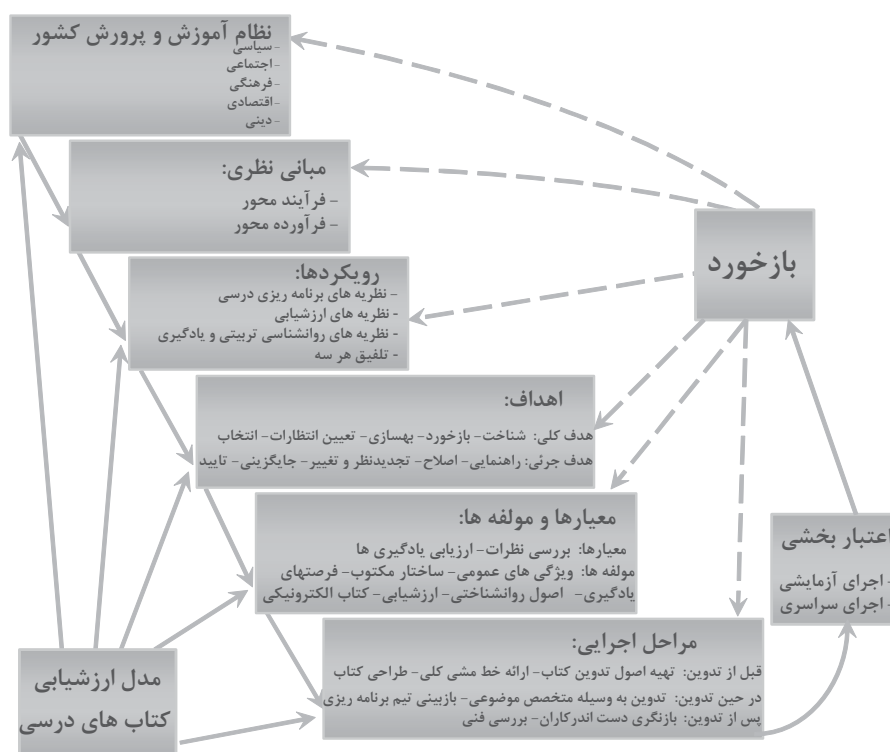 نظام آموزش و پرورش کشور
-سیاسی
-اجتماعی
-فرهنگی
-اقتصادی
-دینی
مبانی نظری:
- فرآیند محور
- فرآورده محور
بازخورد
رویکردها:
- نظریه های برنامه ریزی درسی
- نظریه های ارزشیابی
- نظریه های روانشناسی تربیتی و یادگیری
- تلفیق هر سه
اهداف:
هدف کلی: شناخت- بازخورد- بهسازی- تعیین انتظارات- انتخاب
هدف جرئی: راهنمایی- اصلاح- تجدیدنظر و تغییر- جایگزینی- تایید
معیارها و مولفه ها:
معیارها: بررسی نظرات- ارزیابی یادگیری ها
مولفه ها: ویژگی های عمومی- ساختار مکتوب- فرصتهای
یادگیری- اصول روانشناختی- ارزشیابی- کتاب الکترونیکی
اعتبار بخشی
- اجرای آزمایشی
- اجرای سراسری
مراحل اجرایی:
قبل از تدوین: تهیه اصول تدوین کتاب- ارائه خط مشی کلی- طراحی کتاب
در حین تدوین: تدوین به وسیله متخصص موضوعی- بازبینی تیم برنامه ریزی
پس از تدوین: بازنگری دست اندرکاران- بررسی فنی
مدل ارزشیابی
کتاب های درسی